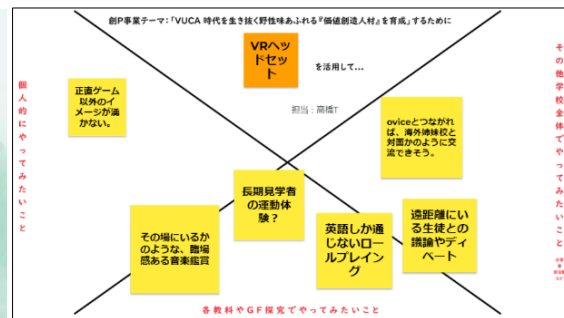 創P事業テーマ:「VUCA 時代を生き抜く野性味あふれる『価値創造人材』を育成」するために
VRヘッ
ドセッ
ト
を活用して...
担当:高橋T
正直ゲーム
以外のイ
メージが湧
かない。
oviceとつながれ
ば、海外姉妹校と
対面かのように交
流できそう。
長期見学者
の運動体
験？
その場にいるか
のような、臨場
感ある音楽鑑賞
英語しか通
じないロー
ルプレイン
グ
遠距離にい
る生徒との
議論やディ
ベート
個人的にやってみたいこと
その他学校全体でやってみたいこと
各教科やGF探究でやってみたいこと